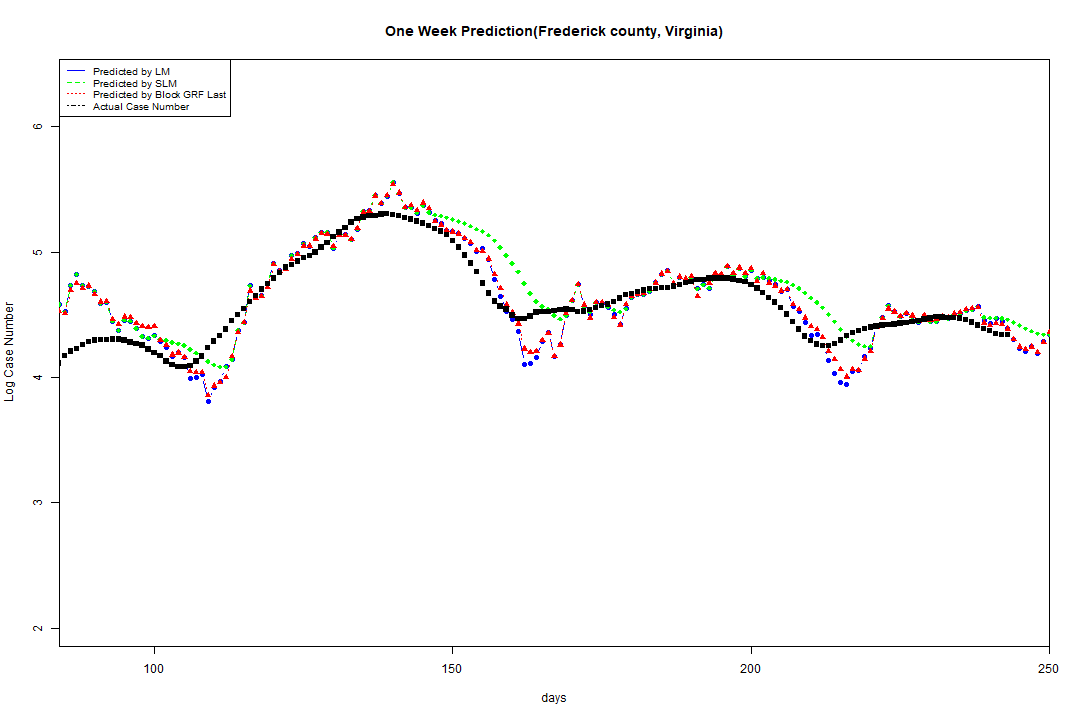 One Week Prediction(Frederick county, Virginia)
Predicted by LM
Predicted by SLM
Predicted by Block GRF Last
Actual Case Number
6
5
4
3
2
Log Case Number
100
150
200
250
days